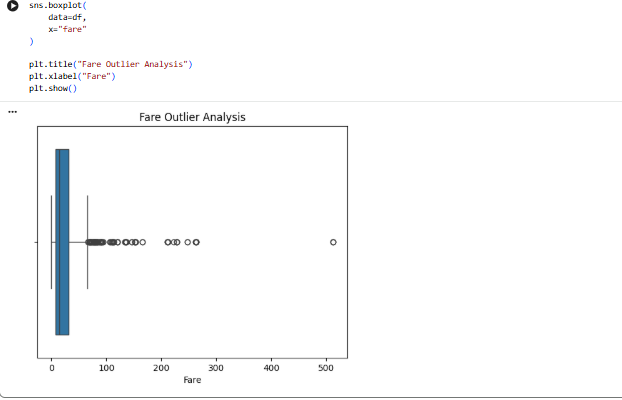 sns.boxplot(
    data=df,
    x="fare"
)
plt.title("Fare Outlier Analysis")
plt.xlabel("Fare")
plt.show()
...
Fare Outlier Analysis
0 100 200 300 400 500
Fare